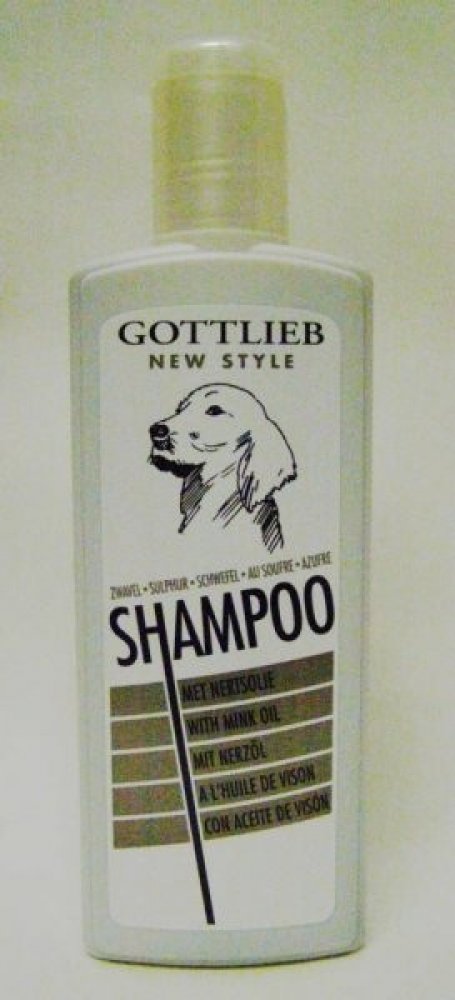 GOTTLIEB
NEW STYLE
ZWAVEL • SULPHUR • SCHWEFEL • AU SOUFRE • AZUFRE
SHAMPOO
MET NERTSOLIE
WITH MINK OIL
MIT NERZÖL
A L'HUILE DE VISON
CON ACEITE DE VISÓN